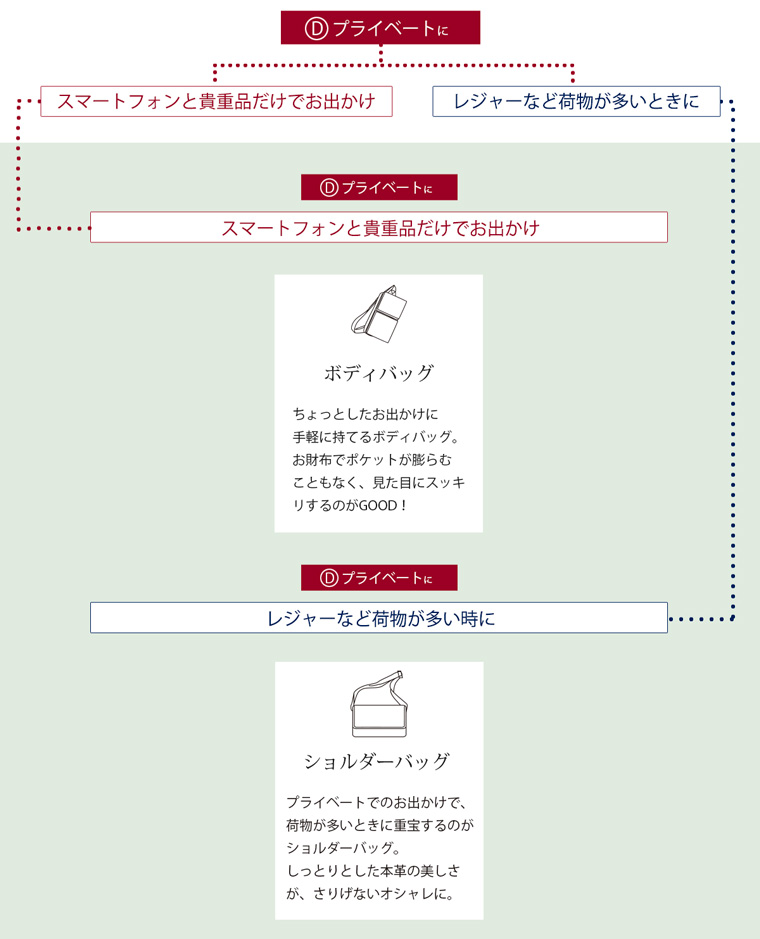 Ⓓ プライベートに
スマートフォンと貴重品だけでお出かけ
レジャーなど荷物が多いときに
Ⓓ プライベートに
スマートフォンと貴重品だけでお出かけ
ボディバッグ
ちょっとしたお出かけに
手軽に持てるボディバッグ。
お財布でポケットが膨らむ
こともなく、見た目にスッキ
リするのがGOOD！
Ⓓ プライベートに
レジャーなど荷物が多い時に
ショルダーバッグ
プライベートでのお出かけで、
荷物が多いときに重宝するのが
ショルダーバッグ。
しっとりとした本革の美しさ
が、さりげないオシャレに。